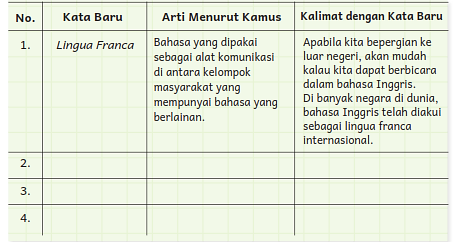 No. Kata Baru Arti Menurut Kamus Kalimat dengan Kata Baru
1. Lingua Franca Bahasa yang dipakai Apabila kita bepergian ke
sebagai alat komunikasi luar negeri, akan mudah
di antara kelompok kalau kita dapat berbicara
masyarakat yang dalam bahasa Inggris.
mempunyai bahasa yang Di banyak negara di dunia,
berlainan. bahasa Inggris telah diakui
sebagai lingua franca
internasional.
2.
3.
4.